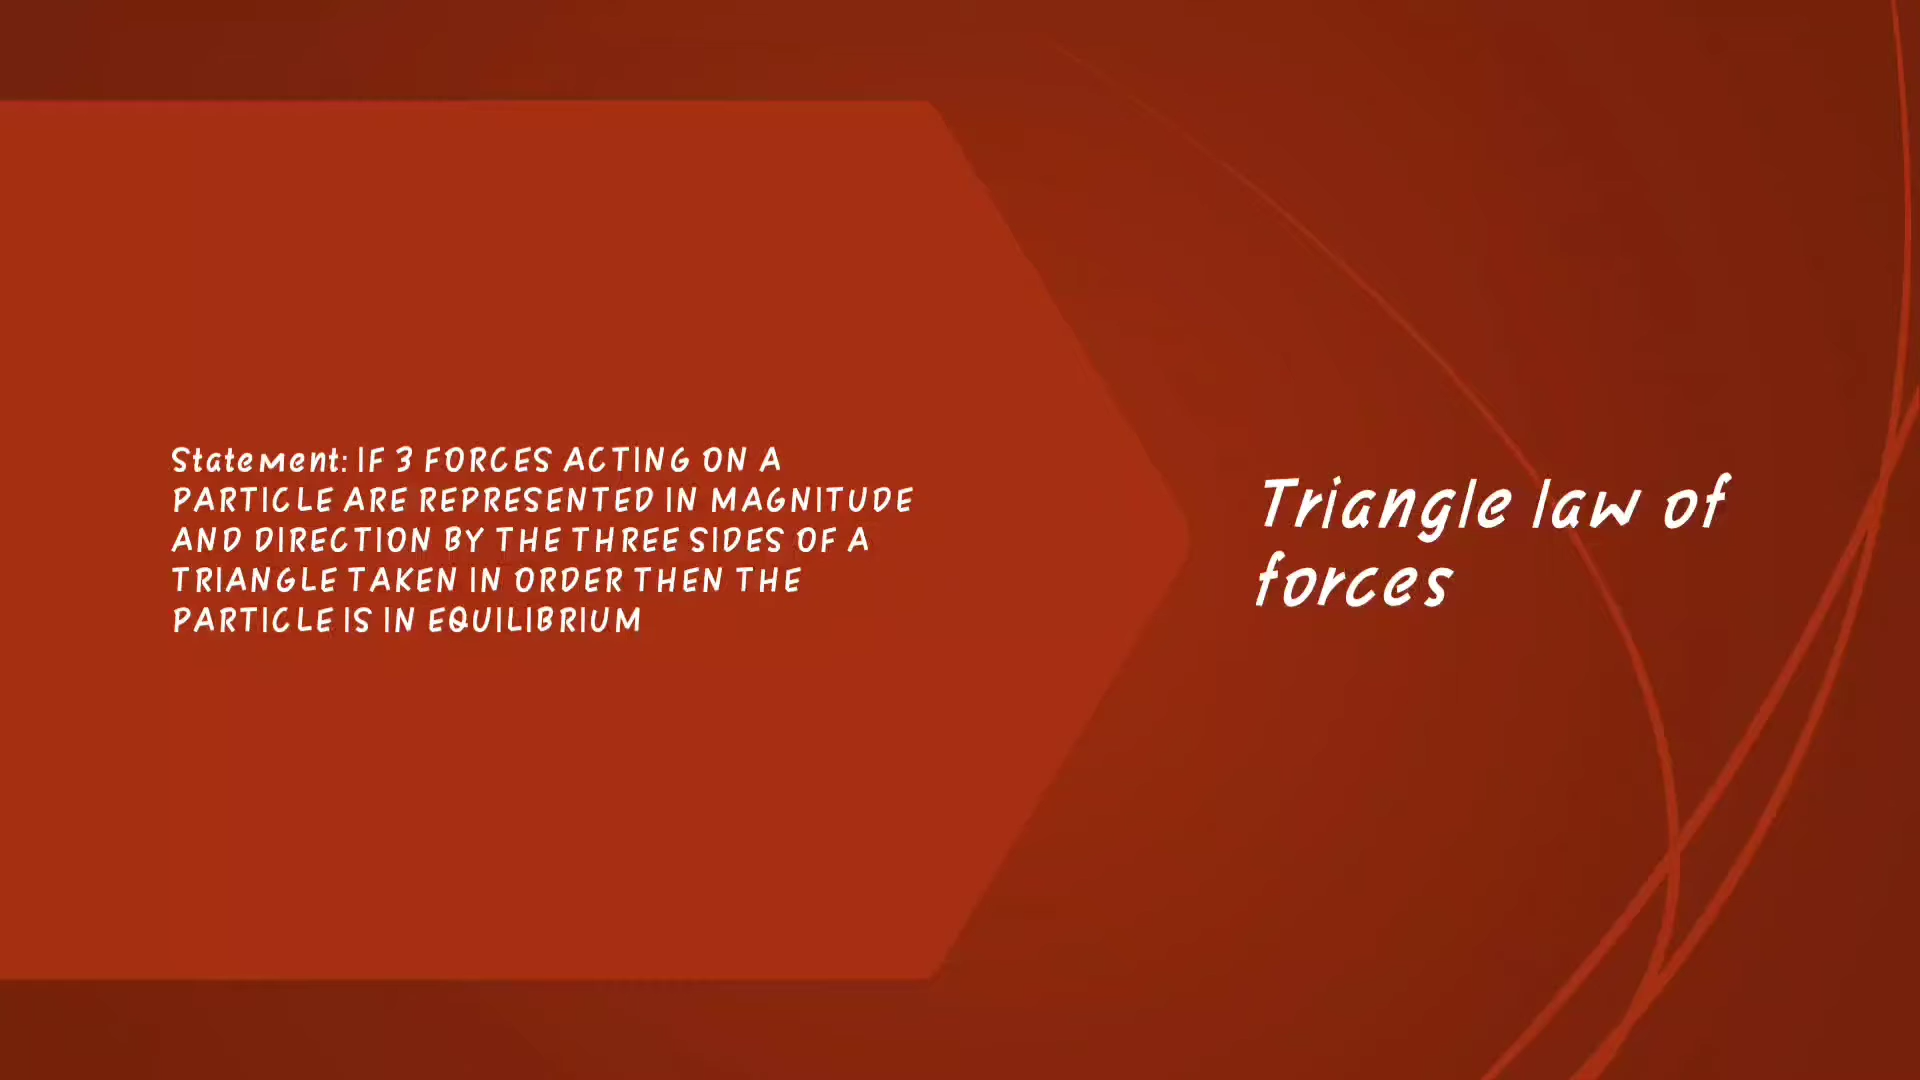 Statement: IF 3 FORCES ACTING ON A
PARTICLE ARE REPRESENTED IN MAGNITUDE
AND DIRECTION BY THE THREE SIDES OF A
TRIANGLE TAKEN IN ORDER THEN THE
PARTICLE IS IN EQUILIBRIUM
Triangle law of
forces